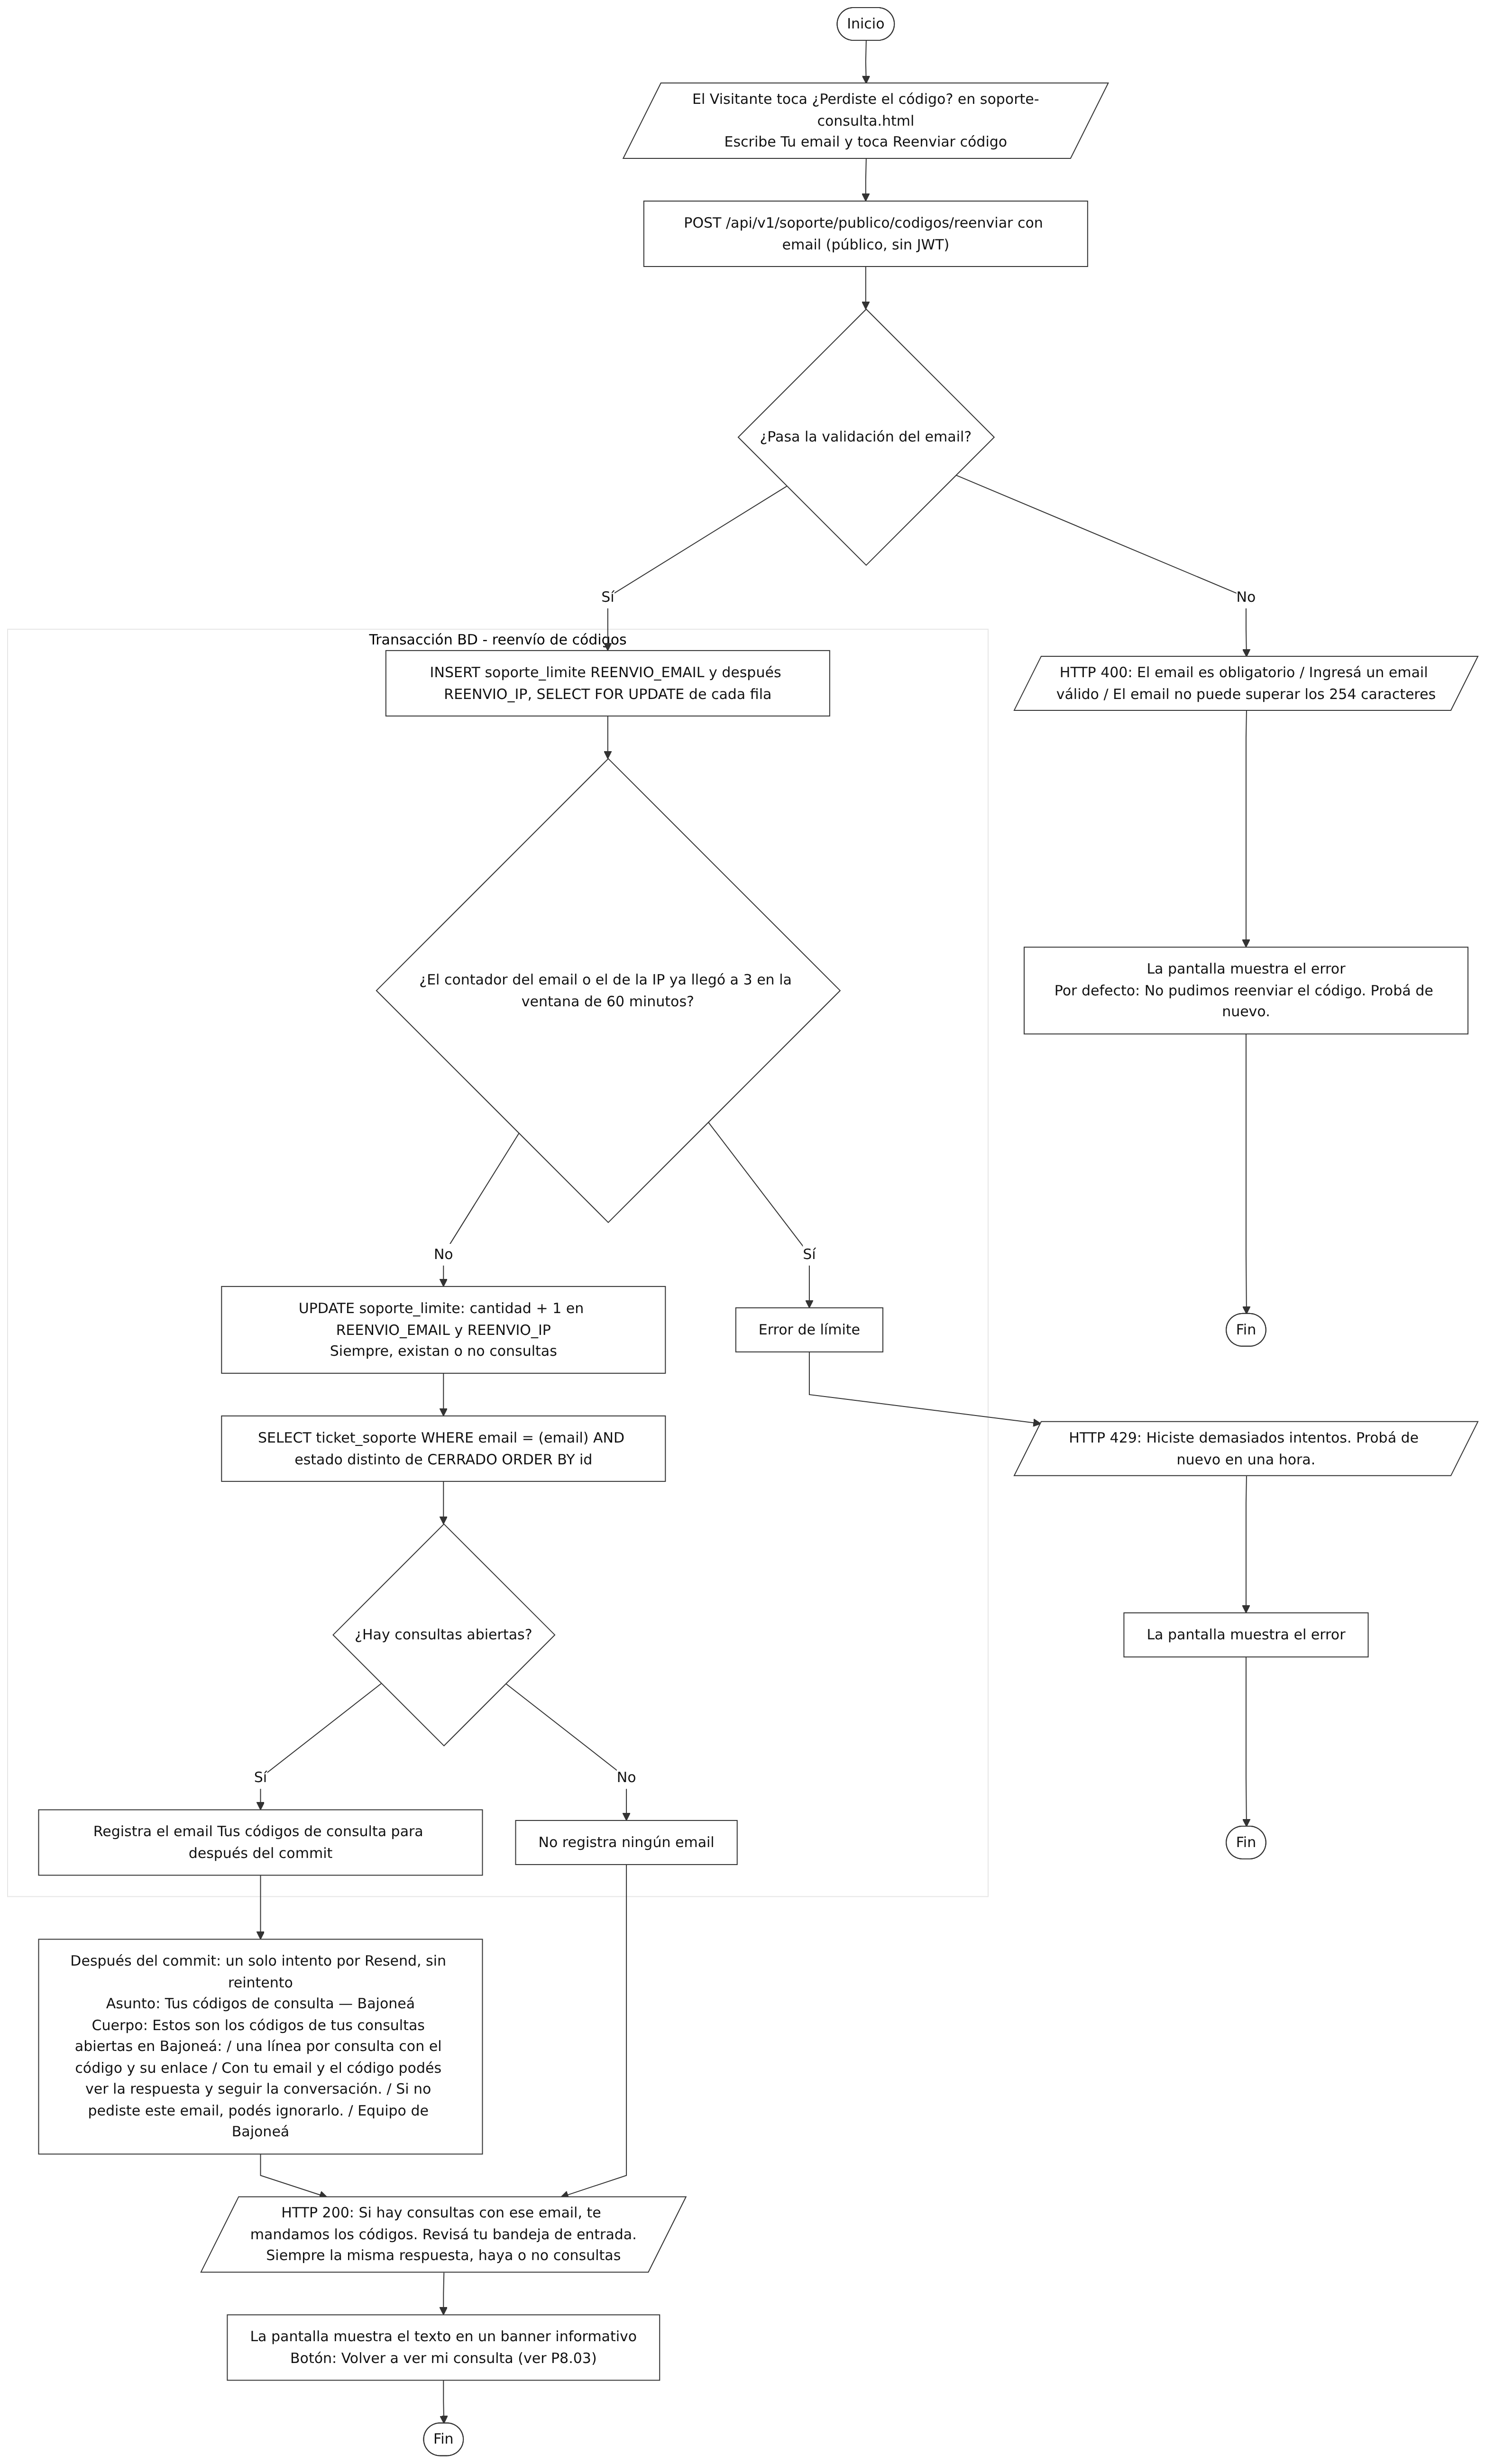 Inicio
El Visitante toca ¿Perdiste el código? en soporte-
consulta.html
Escribe Tu email y toca Reenviar código
POST /api/v1/soporte/publico/codigos/reenviar con
email (público, sin JWT)
¿Pasa la validación del email?
Sí
No
Transacción BD - reenvío de códigos
INSERT soporte_limite REENVIO_EMAIL y después
REENVIO_IP, SELECT FOR UPDATE de cada fila
HTTP 400: El email es obligatorio / Ingresá un email
válido / El email no puede superar los 254 caracteres
¿El contador del email o el de la IP ya llegó a 3 en la
ventana de 60 minutos?
La pantalla muestra el error
Por defecto: No pudimos reenviar el código. Probá de
nuevo.
No
Sí
UPDATE soporte_limite: cantidad + 1 en
REENVIO_EMAIL y REENVIO_IP
Siempre, existan o no consultas
Error de límite
Fin
SELECT ticket_soporte WHERE email = (email) AND
estado distinto de CERRADO ORDER BY id
HTTP 429: Hiciste demasiados intentos. Probá de
nuevo en una hora.
¿Hay consultas abiertas?
La pantalla muestra el error
Sí
No
Registra el email Tus códigos de consulta para
después del commit
No registra ningún email
Fin
Después del commit: un solo intento por Resend, sin
reintento
Asunto: Tus códigos de consulta — Bajoneá
Cuerpo: Estos son los códigos de tus consultas
abiertas en Bajoneá: / una línea por consulta con el
código y su enlace / Con tu email y el código podés
ver la respuesta y seguir la conversación. / Si no
pediste este email, podés ignorarlo. / Equipo de
Bajoneá
HTTP 200: Si hay consultas con ese email, te
mandamos los códigos. Revisá tu bandeja de entrada.
Siempre la misma respuesta, haya o no consultas
La pantalla muestra el texto en un banner informativo
Botón: Volver a ver mi consulta (ver P8.03)
Fin